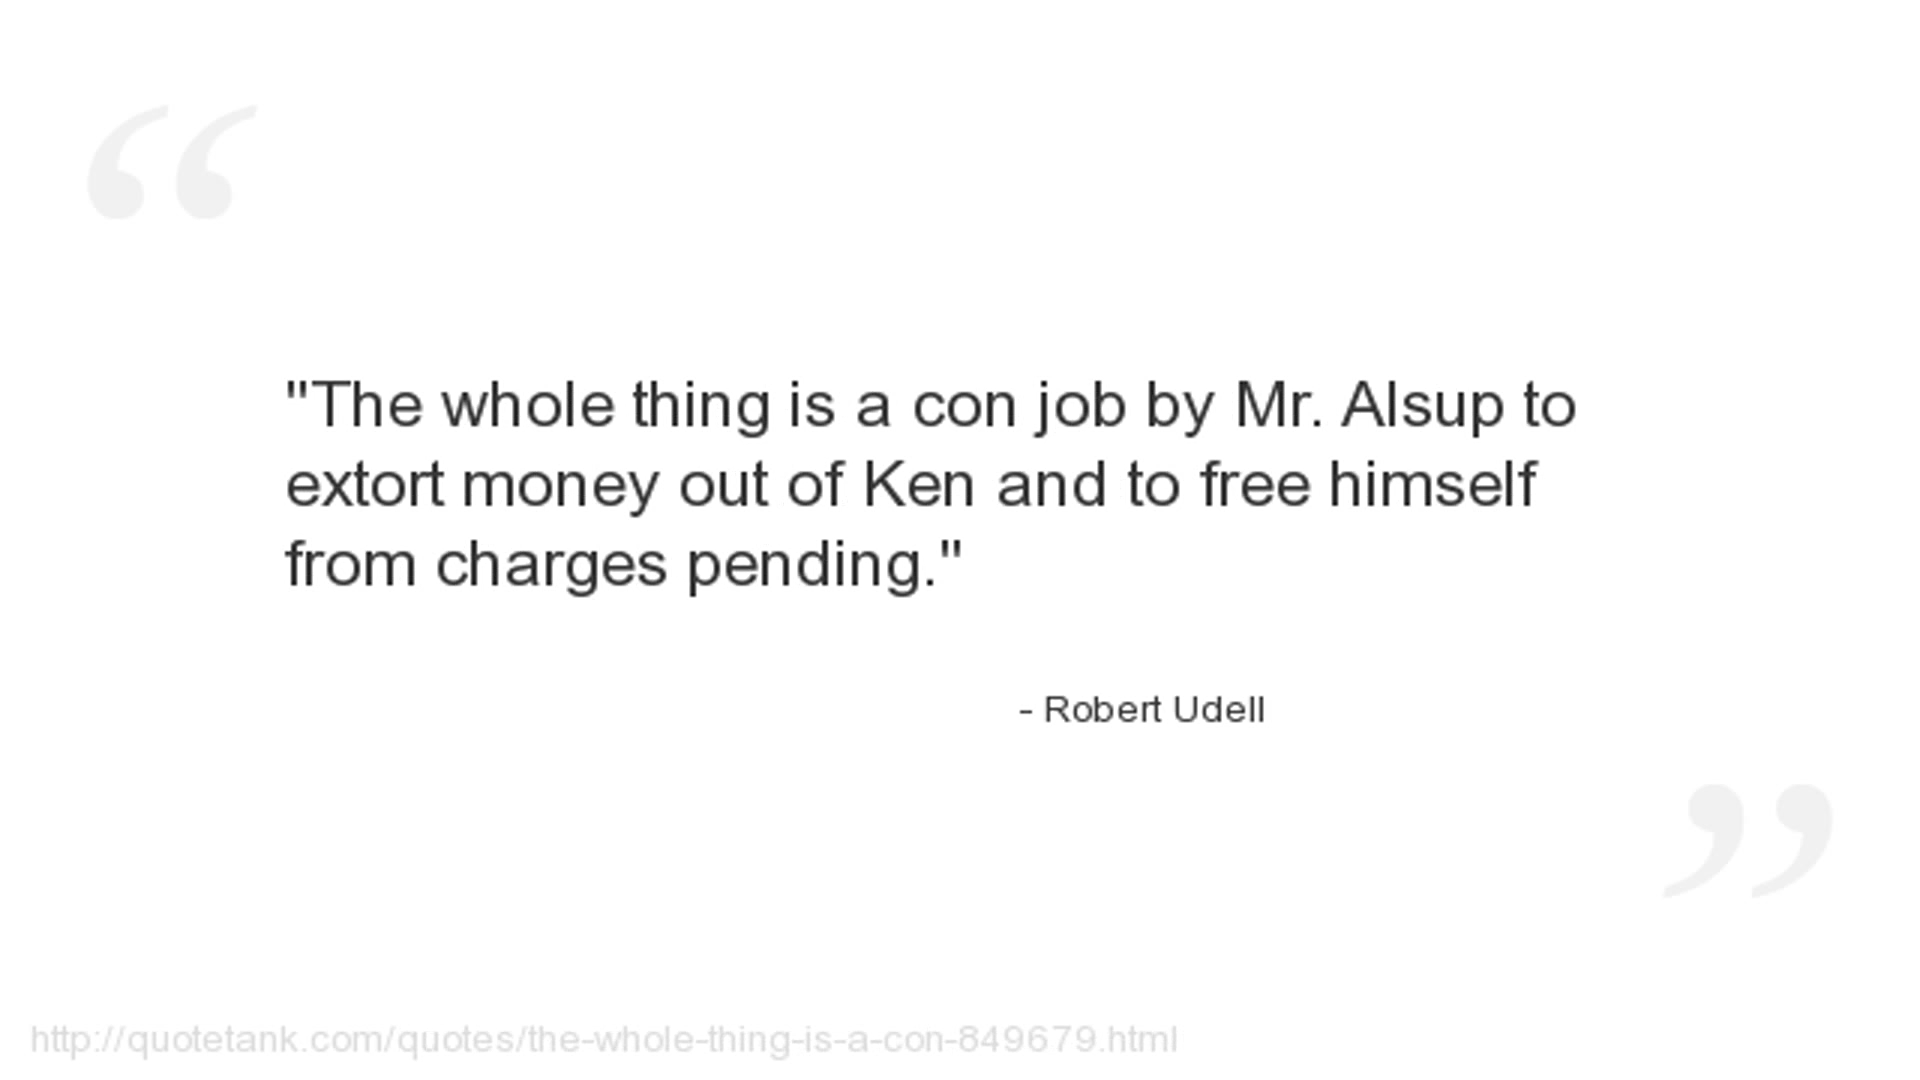 "The whole thing is a con job by Mr. Alsup to
extort money out of Ken and to free himself
from charges pending."
- Robert Udell
http://quotetank.com/quotes/the-whole-thing-is-a-con-849679.html